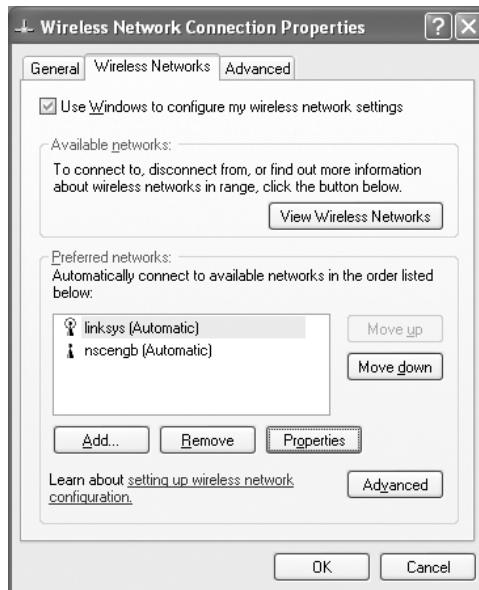 Wireless Network Connection Properties
General Wireless Networks Advanced
Use Windows to configure my wireless network settings
Available networks:
To connect to, disconnect from, or find out more information
about wireless networks in range, click the button below.
View Wireless Networks
Preferred networks:
Automatically connect to available networks in the order listed
below:
linksys (Automatic)
nscengb (Automatic)
Move up
Move down
Add... Remove Properties
Learn about setting up wireless network
configuration.
Advanced
OK Cancel